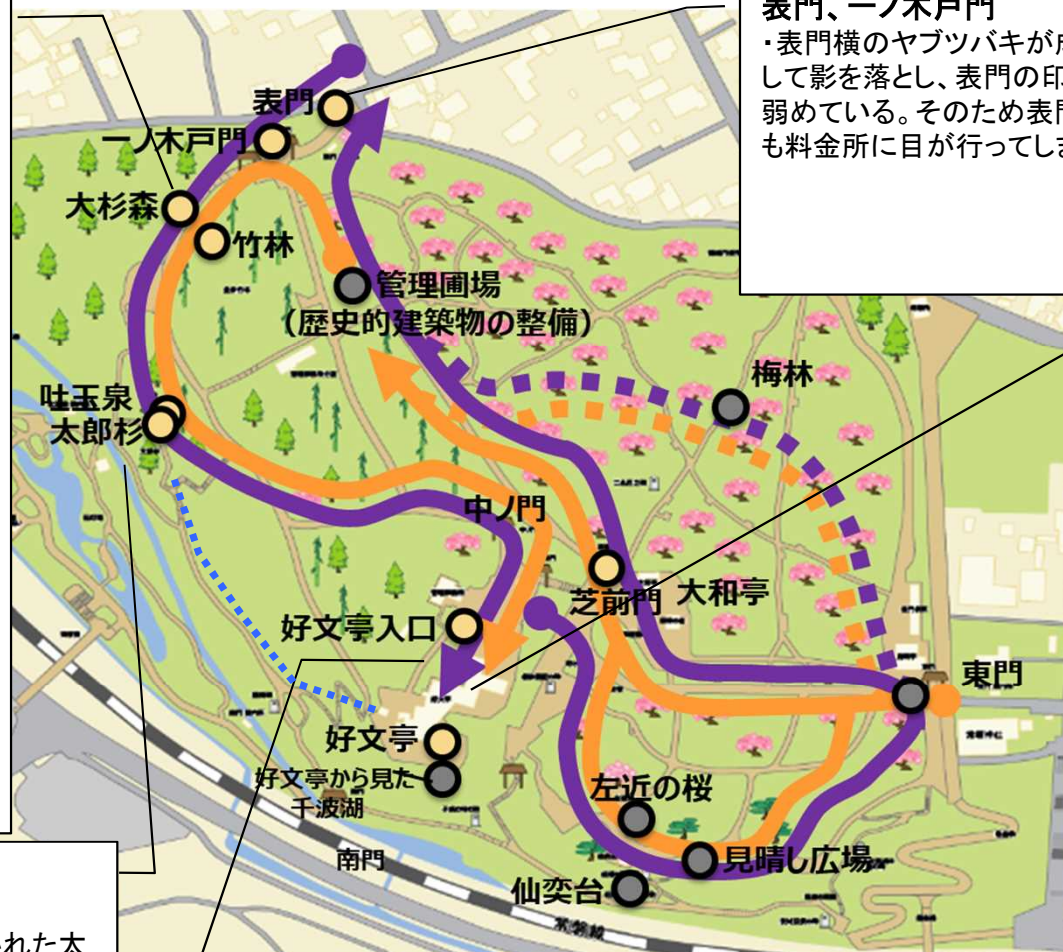 表門、一ノ木戸門
・表門横のヤブツバキが
して影を落とし、表門の印
弱めている。そのため表門
も料金所に目が行ってしま
表門
一ノ木戸門
大杉森
竹林
管理圃場
(歴史的建築物の整備)
梅林
吐玉泉
太郎杉
中ノ門
芝前門
大和亭
好文亭入口
東門
好文亭
好文亭から見た
千波湖
左近の桜
南門
見晴し広場
仙奕台
常磐線
れた大